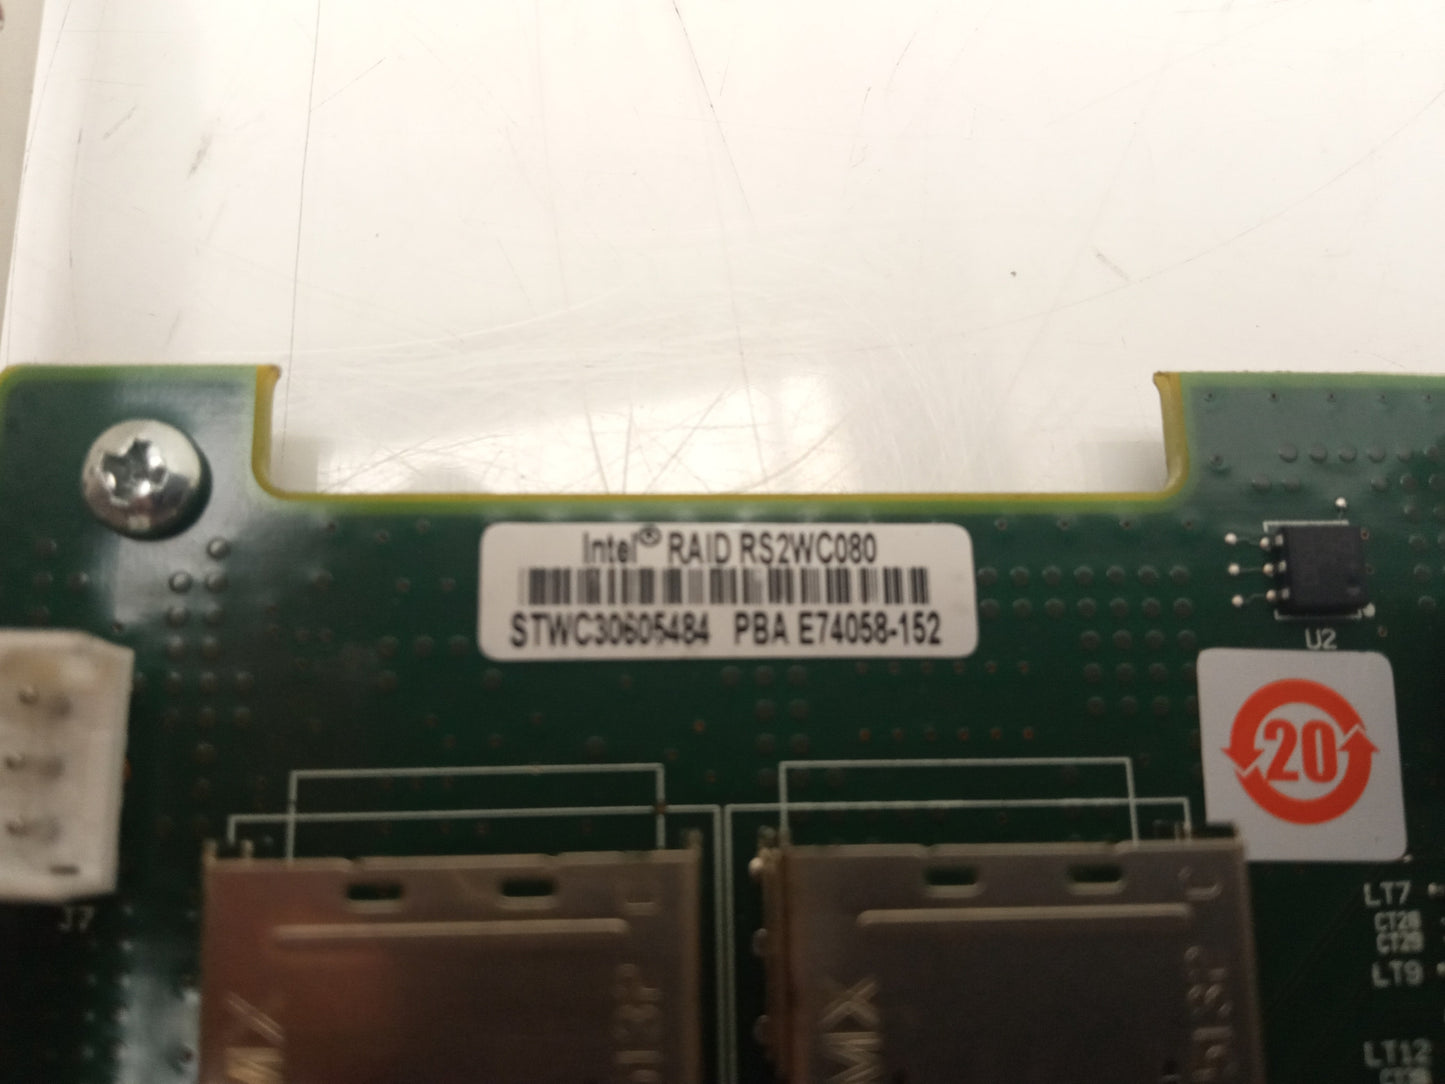 Intel® RAID RS2WC080
STWC30605484 PBA E74058-152
U2
20
J7
LT7
CT28
CT29
LT9
LT12